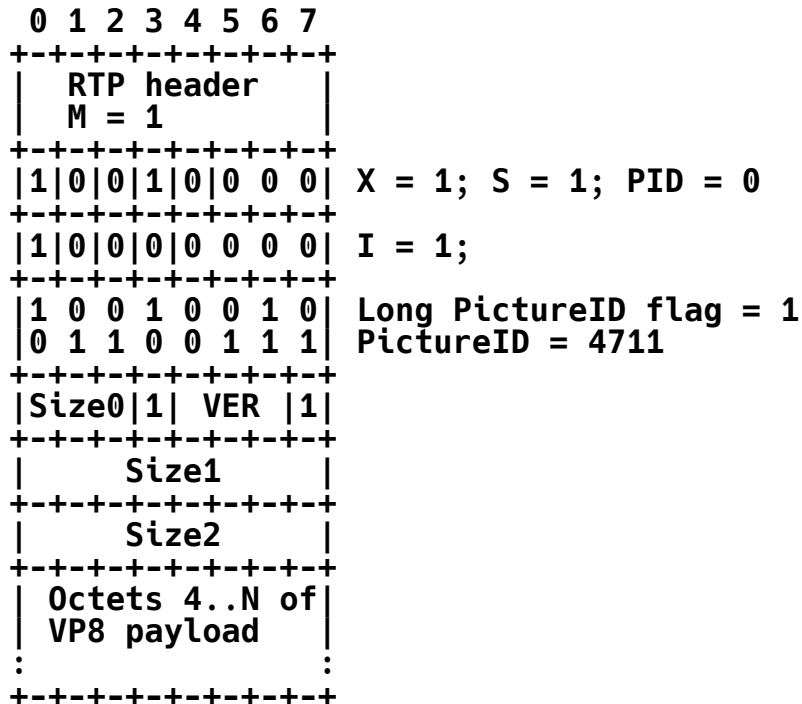 0 1 2 3 4 5 6 7
+-+-+-+-+-+-+-+-+
|  RTP header   |
|  M = 1        |
+-+-+-+-+-+-+-+-+
|1|0|0|1|0|0 0 0| X = 1; S = 1; PID = 0
+-+-+-+-+-+-+-+-+
|1|0|0|0|0 0 0 0| I = 1;
+-+-+-+-+-+-+-+-+
|1 0 0 1 0 0 1 0| Long PictureID flag = 1
|0 1 1 0 0 1 1 1| PictureID = 4711
+-+-+-+-+-+-+-+-+
|Size0|1| VER |1|
+-+-+-+-+-+-+-+-+
|     Size1     |
+-+-+-+-+-+-+-+-+
|     Size2     |
+-+-+-+-+-+-+-+-+
| Octets 4..N of|
| VP8 payload   |
:               :
+-+-+-+-+-+-+-+-+